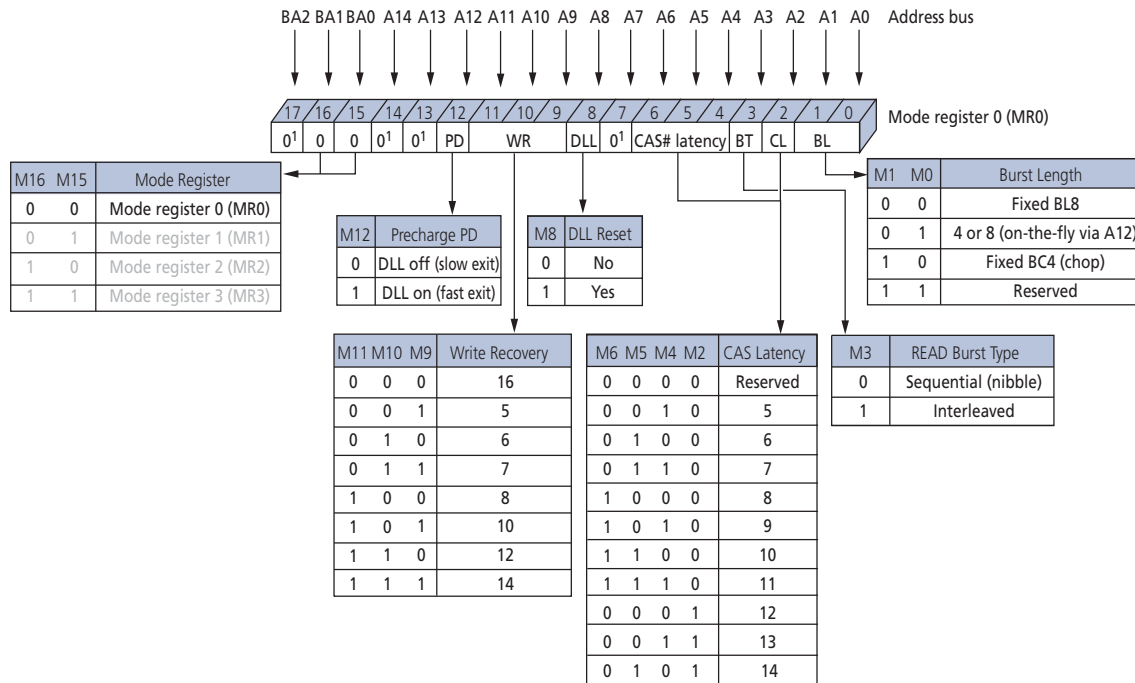 BA2 BA1 BA0 A14 A13 A12 A11 A10 A9 A8 A7 A6 A5 A4 A3 A2 A1 A0 Address bus
17 16 15 14 13 12 11 10 9 8 7 6 5 4 3 2 1 0 Mode register 0 (MR0)
0¹ 0 0 0¹ 0¹ PD WR DLL 0¹ CAS# latency BT CL BL
M16 M15 Mode Register
0 0 Mode register 0 (MR0)
0 1 Mode register 1 (MR1)
1 0 Mode register 2 (MR2)
1 1 Mode register 3 (MR3)
M12 Precharge PD
0 DLL off (slow exit)
1 DLL on (fast exit)
M8 DLL Reset
0 No
1 Yes
M1 M0 Burst Length
0 0 Fixed BL8
0 1 4 or 8 (on-the-fly via A12)
1 0 Fixed BC4 (chop)
1 1 Reserved
M11 M10 M9 Write Recovery
0 0 0 16
0 0 1 5
0 1 0 6
0 1 1 7
1 0 0 8
1 0 1 10
1 1 0 12
1 1 1 14
M6 M5 M4 M2 CAS Latency
0 0 0 0 Reserved
0 0 1 0 5
0 1 0 0 6
0 1 1 0 7
1 0 0 0 8
1 0 1 0 9
1 1 0 0 10
1 1 1 0 11
0 0 0 1 12
0 0 1 1 13
0 1 0 1 14
M3 READ Burst Type
0 Sequential (nibble)
1 Interleaved